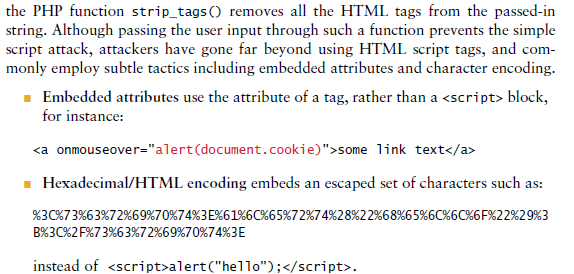 the PHP function strip_tags() removes all the HTML tags from the passed-in
string. Although passing the user input through such a function prevents the simple
script attack, attackers have gone far beyond using HTML script tags, and com-
monly employ subtle tactics including embedded attributes and character encoding.
■ Embedded attributes use the attribute of a tag, rather than a <script> block,
for instance:
<a onmouseover="alert(document.cookie)">some link text</a>
■ Hexadecimal/HTML encoding embeds an escaped set of characters such as:
%3C%73%63%72%69%70%74%3E%61%6C%65%72%74%28%22%68%65%6C%6C%6F%22%29%3
B%3C%2F%73%63%72%69%70%74%3E
instead of <script>alert("hello");</script>.